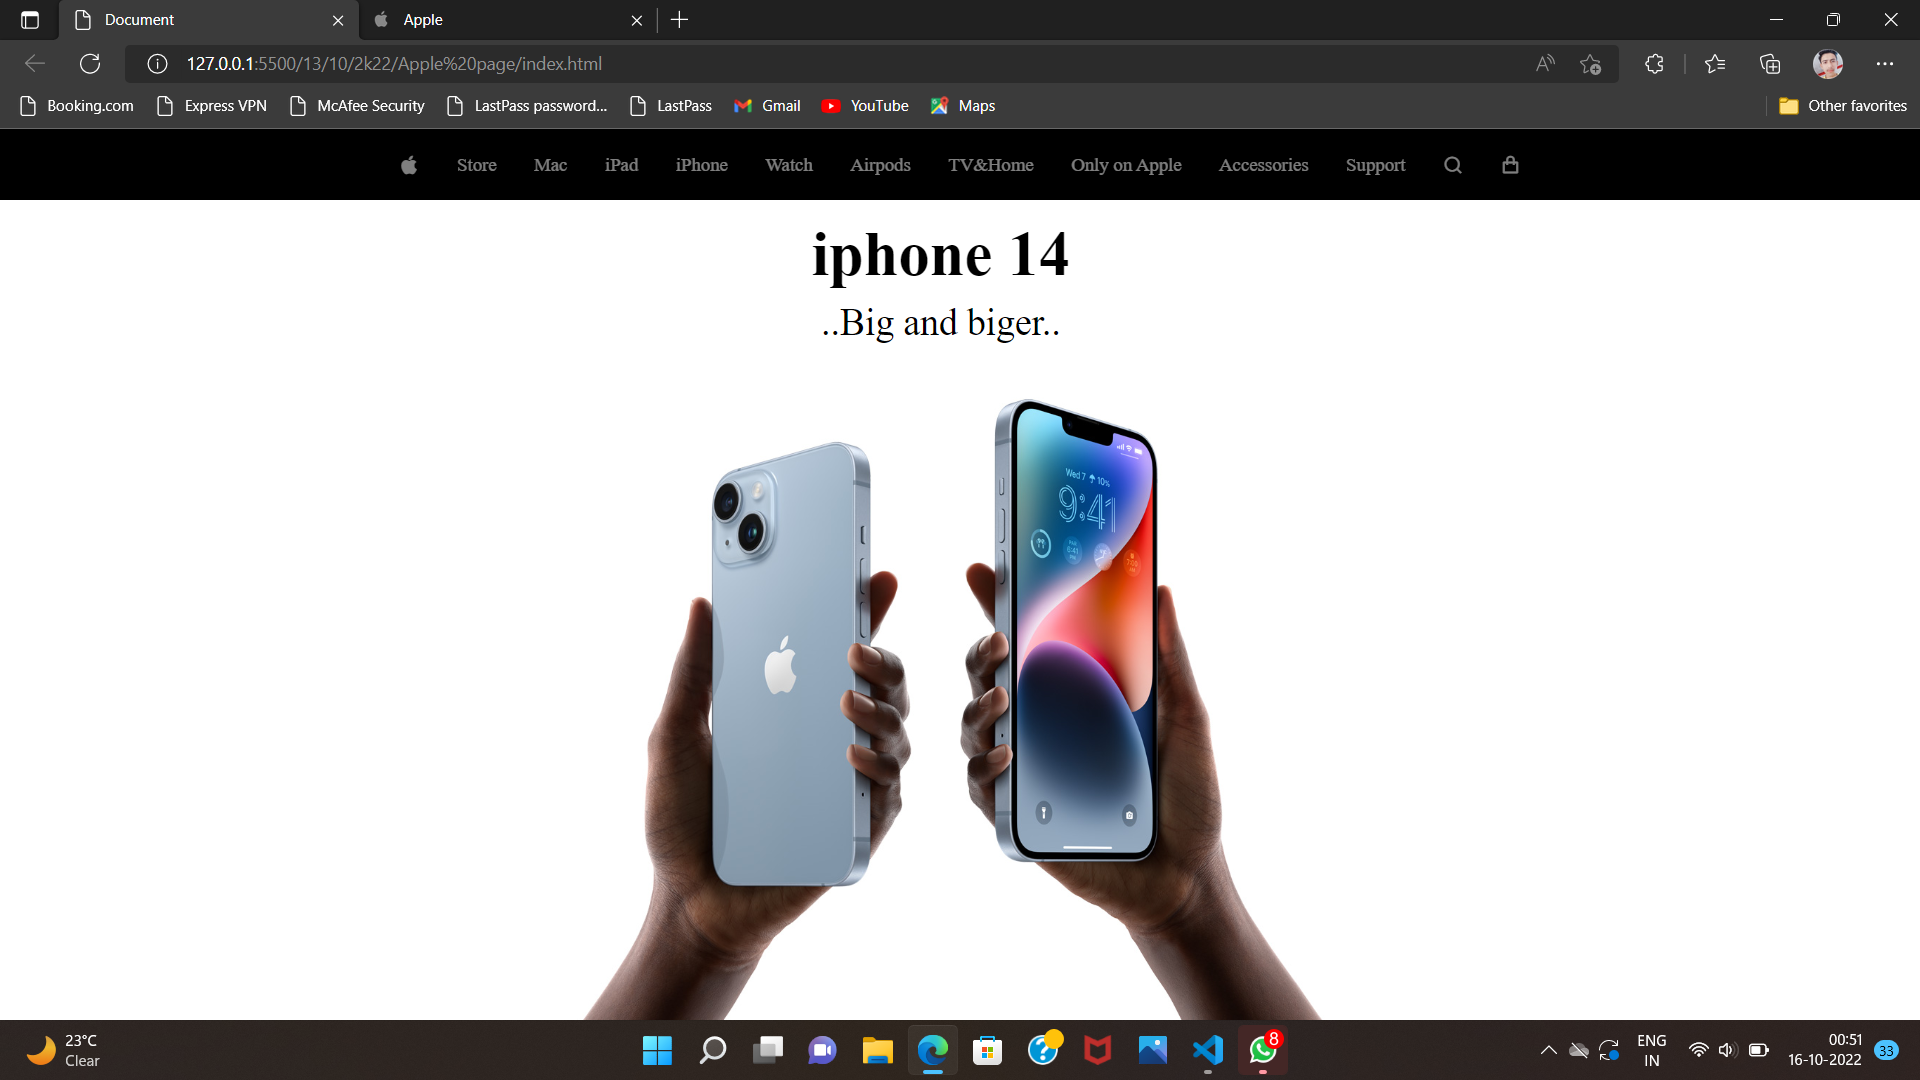 Document
Apple
127.0.0.1:5500/13/10/2k22/Apple%20page/index.html
Booking.com Express VPN McAfee Security LastPass password... LastPass Gmail YouTube Maps Other favorites
Store Mac iPad iPhone Watch Airpods TV&Home Only on Apple Accessories Support
iphone 14
..Big and biger..
Wed 7 10%
9:41
23°C
Clear
8
ENG
IN
00:51
16-10-2022
33